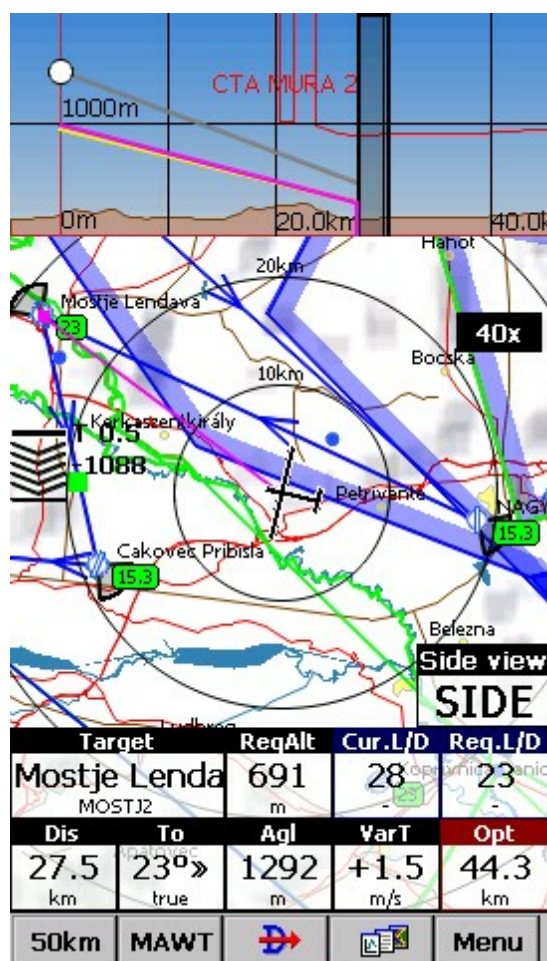 CTA MURA 2
1000m
0m
20.0km
40.0k
Hahot
20km
Mostje Lendava
23
40x
Bocska
10km
Kerkaszentkirály
+ 0.5
-1088
Petrivente
NAGY
15.3
Cakovec Pribisla
15.3
Belezna
Side view
SIDE
Ludbreg
Target
ReqAlt
Cur.L/D
Req.L/D
Mostje Lenda
691
28
23
MOSTJ2
m
-
-
23
Dis
To
Agl
VarT
Opt
27.5
23º»
1292
+1.5
44.3
km
true
m
m/s
km
50km
MAWT
D
Menu